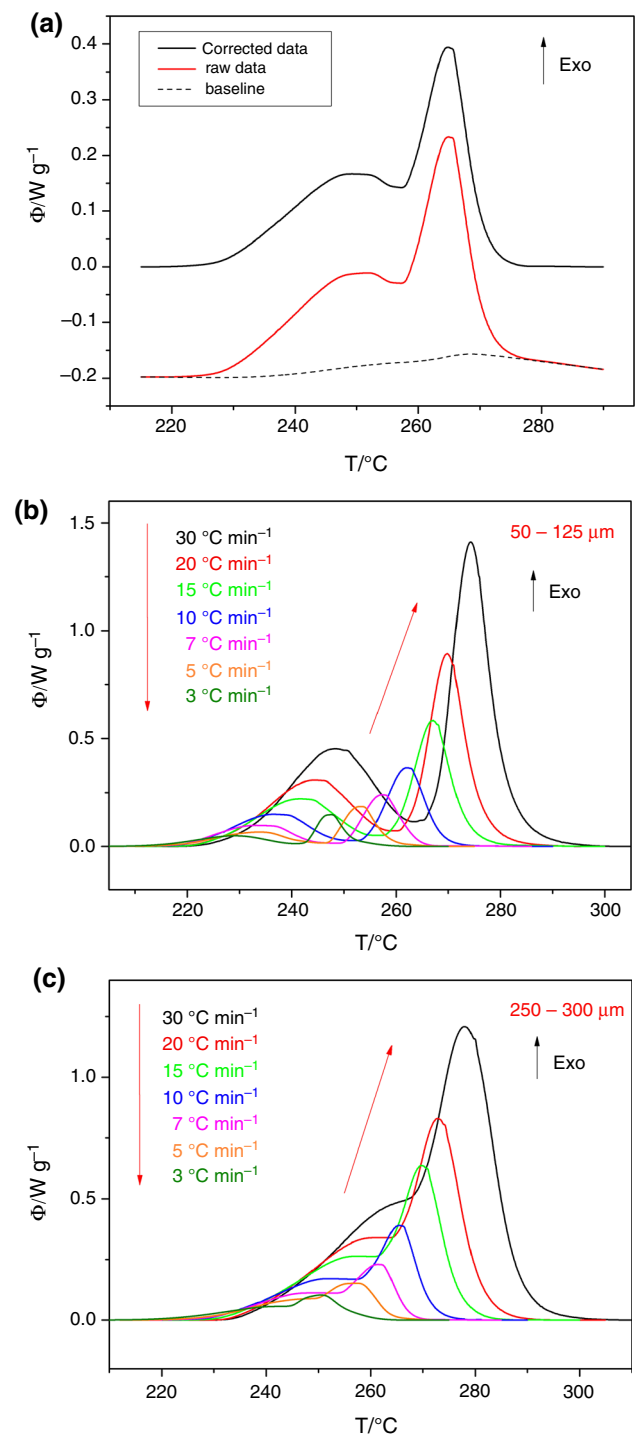 (a)
Corrected data
raw data
baseline
Exo
Φ/W g⁻¹
0.4
0.3
0.2
0.1
0.0
−0.1
−0.2
220 240 260 280
T/°C
(b)
50 – 125 μm
30 °C min⁻¹
20 °C min⁻¹
15 °C min⁻¹
10 °C min⁻¹
7 °C min⁻¹
5 °C min⁻¹
3 °C min⁻¹
Exo
Φ/W g⁻¹
1.5
1.0
0.5
0.0
220 240 260 280 300
T/°C
(c)
250 – 300 μm
30 °C min⁻¹
20 °C min⁻¹
15 °C min⁻¹
10 °C min⁻¹
7 °C min⁻¹
5 °C min⁻¹
3 °C min⁻¹
Exo
Φ/W g⁻¹
1.0
0.5
0.0
220 240 260 280 300
T/°C